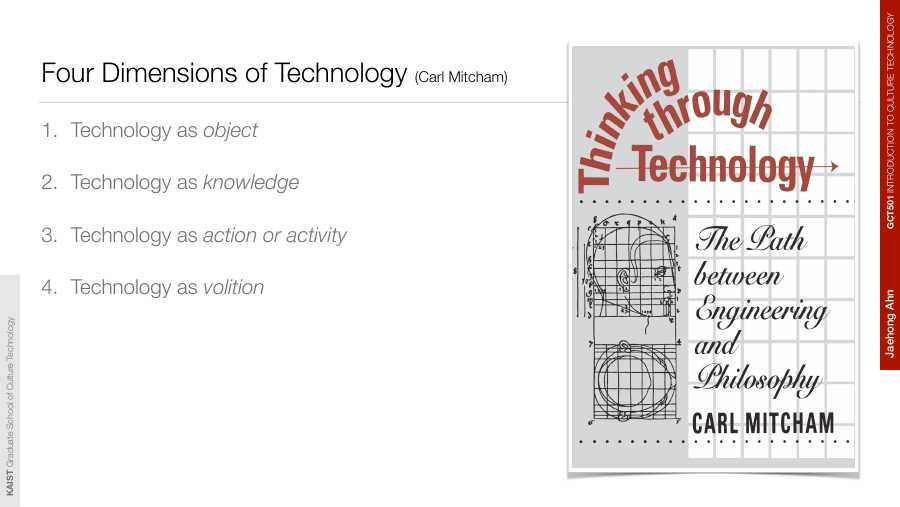 Four Dimensions of Technology (Carl Mitcham)
1. Technology as object
2. Technology as knowledge
3. Technology as action or activity
4. Technology as volition
Thinking
through
Technology
The Path
between
Engineering
and
Philosophy
CARL MITCHAM
GCT501 INTRODUCTION TO CULTURE TECHNOLOGY
Jaehong Ahn
KAIST Graduate School of Culture Technology